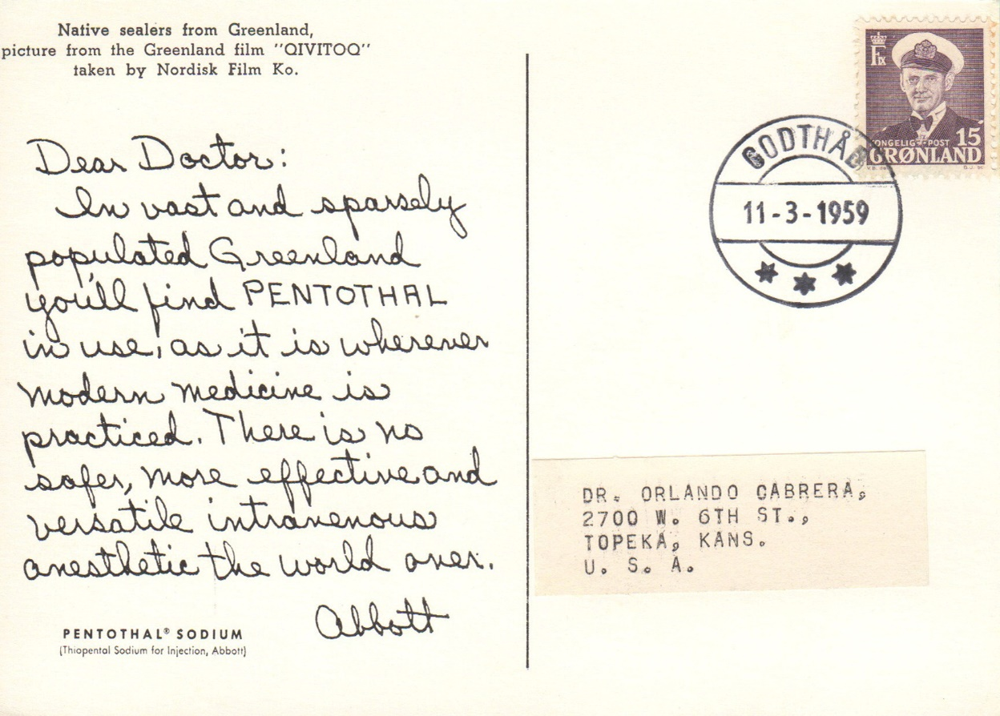 Native sealers from Greenland,
picture from the Greenland film "QIVITOQ"
taken by Nordisk Film Ko.
Dear Doctor:
In vast and sparsely
populated Greenland
you'll find PENTOTHAL
in use, as it is wherever
modern medicine is
practiced. There is no
safer, more effective and
versatile intravenous
anesthetic the world over.
Abbott
PENTOTHAL® SODIUM
(Thiopental Sodium for Injection, Abbott)
FIX
KONGELIG POST 15
GRØNLAND
GODTHÅB
11-3-1959
DR. ORLANDO CABRERA,
2700 W. 6TH ST.,
TOPEKA, KANS.
U. S. A.